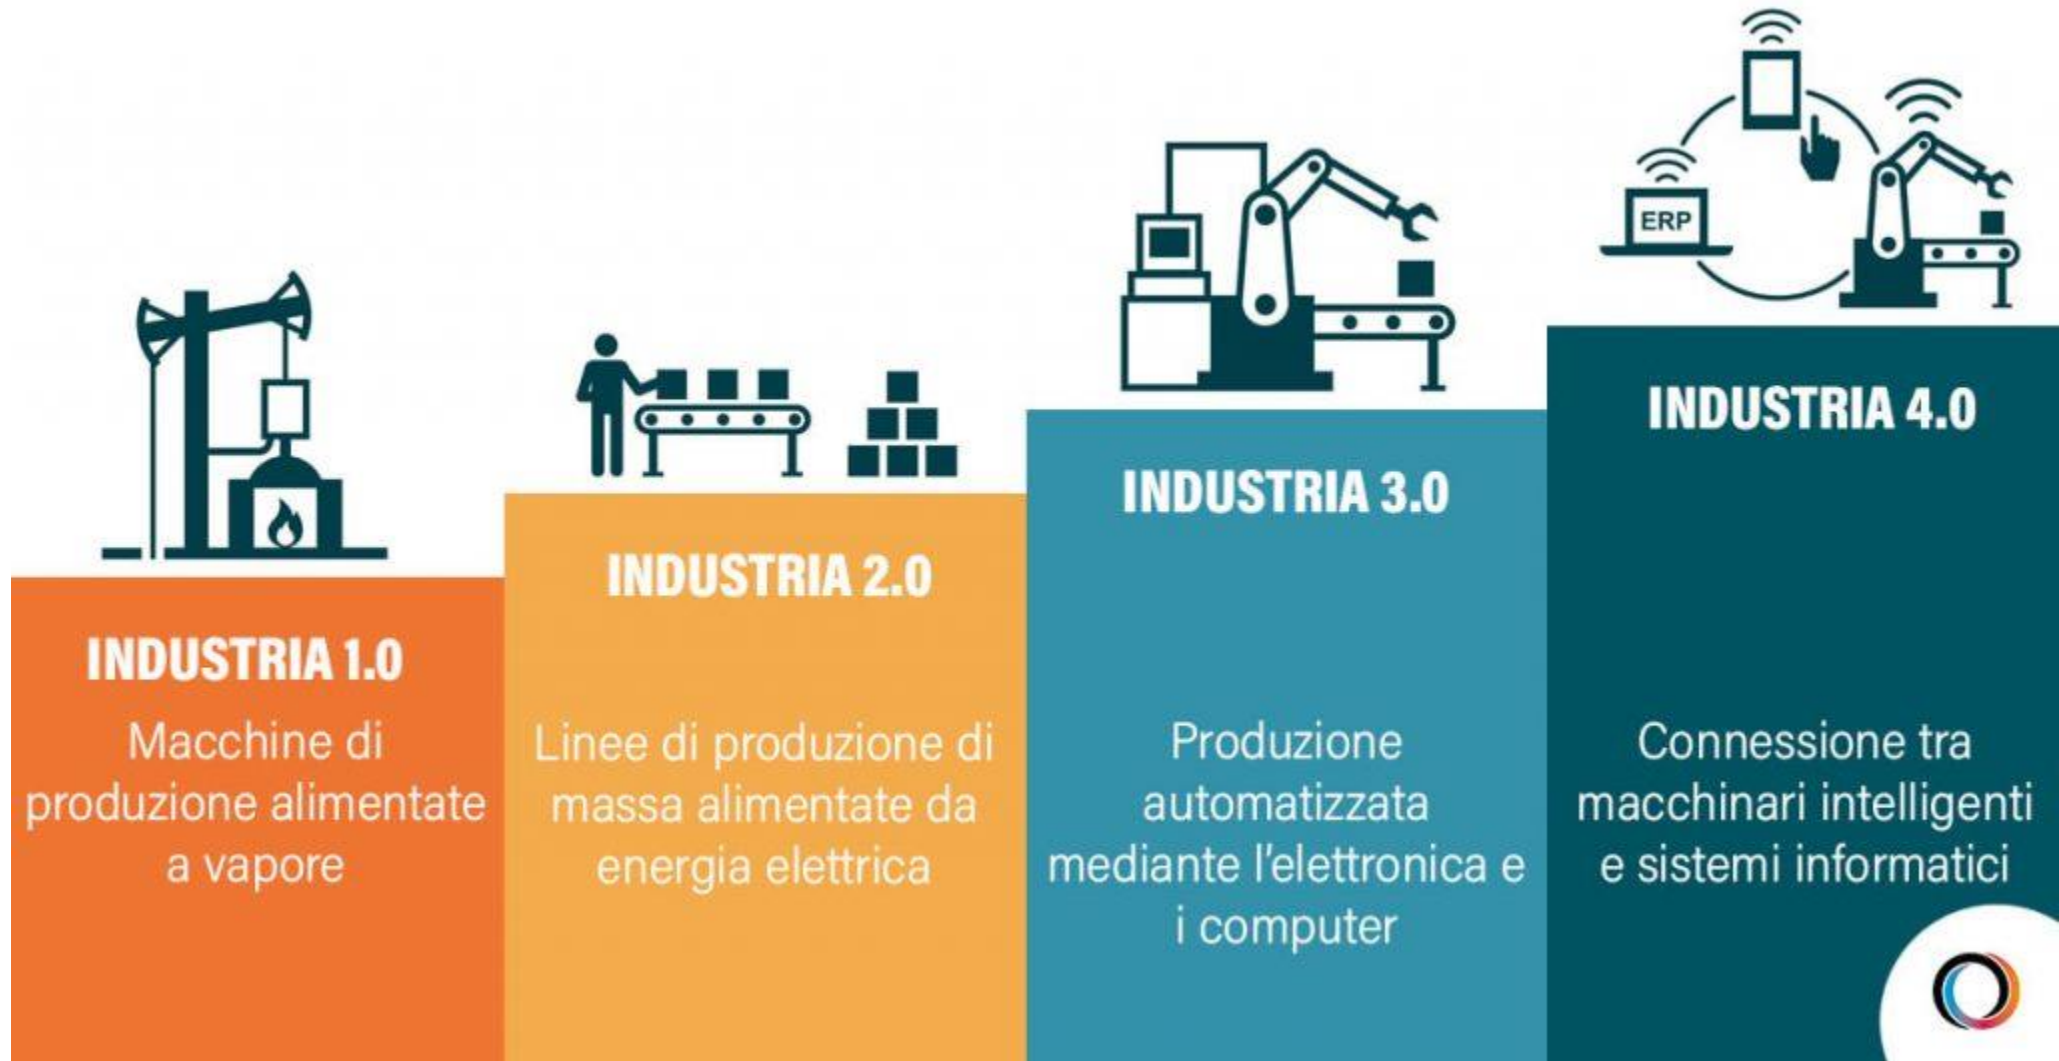 ERP
INDUSTRIA 1.0
Macchine di
produzione alimentate
a vapore
INDUSTRIA 2.0
Linee di produzione di
massa alimentate da
energia elettrica
INDUSTRIA 3.0
Produzione
automatizzata
mediante l'elettronica e
i computer
INDUSTRIA 4.0
Connessione tra
macchinari intelligenti
e sistemi informatici